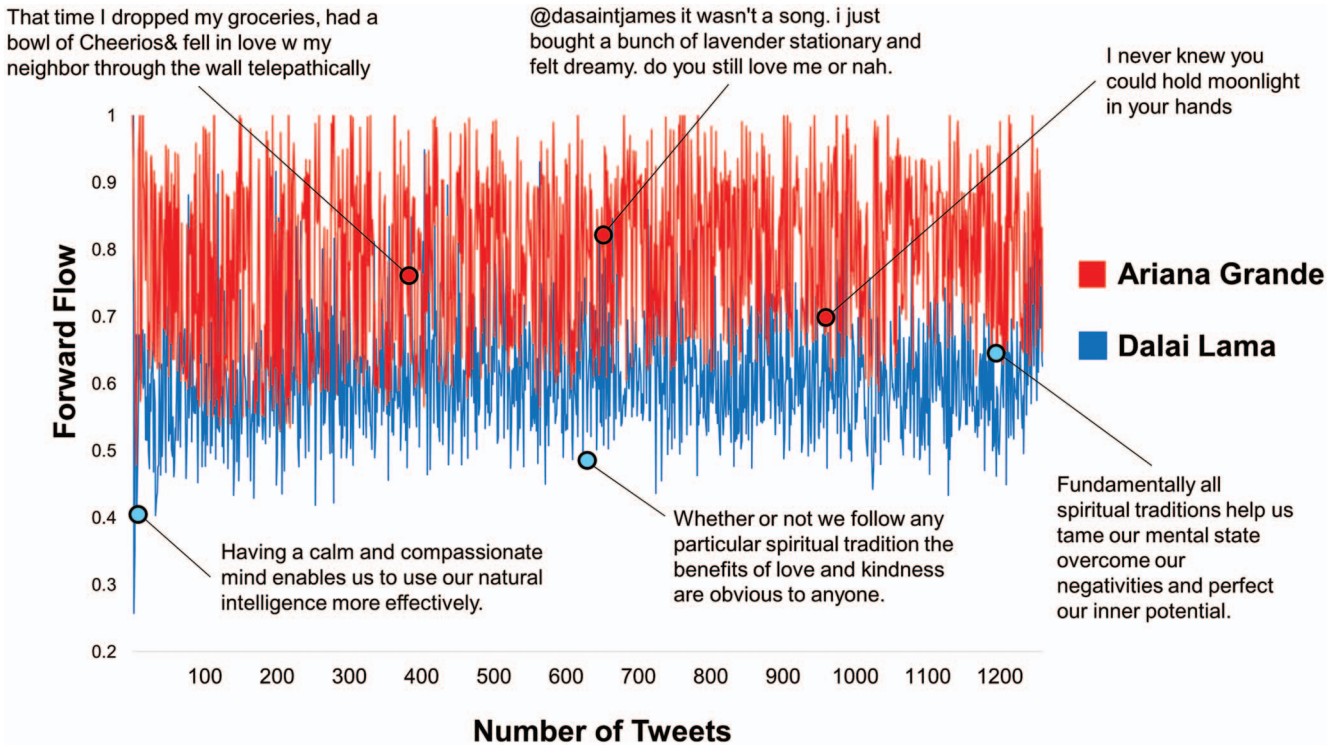 That time I dropped my groceries, had a
bowl of Cheerios& fell in love w my
neighbor through the wall telepathically
@dasaintjames it wasn't a song. i just
bought a bunch of lavender stationary and
felt dreamy. do you still love me or nah.
I never knew you
could hold moonlight
in your hands
Forward Flow
1
0.9
0.8
0.7
0.6
0.5
0.4
0.3
0.2
Ariana Grande
Dalai Lama
Having a calm and compassionate
mind enables us to use our natural
intelligence more effectively.
Whether or not we follow any
particular spiritual tradition the
benefits of love and kindness
are obvious to anyone.
Fundamentally all
spiritual traditions help us
tame our mental state
overcome our
negativities and perfect
our inner potential.
100 200 300 400 500 600 700 800 900 1000 1100 1200
Number of Tweets